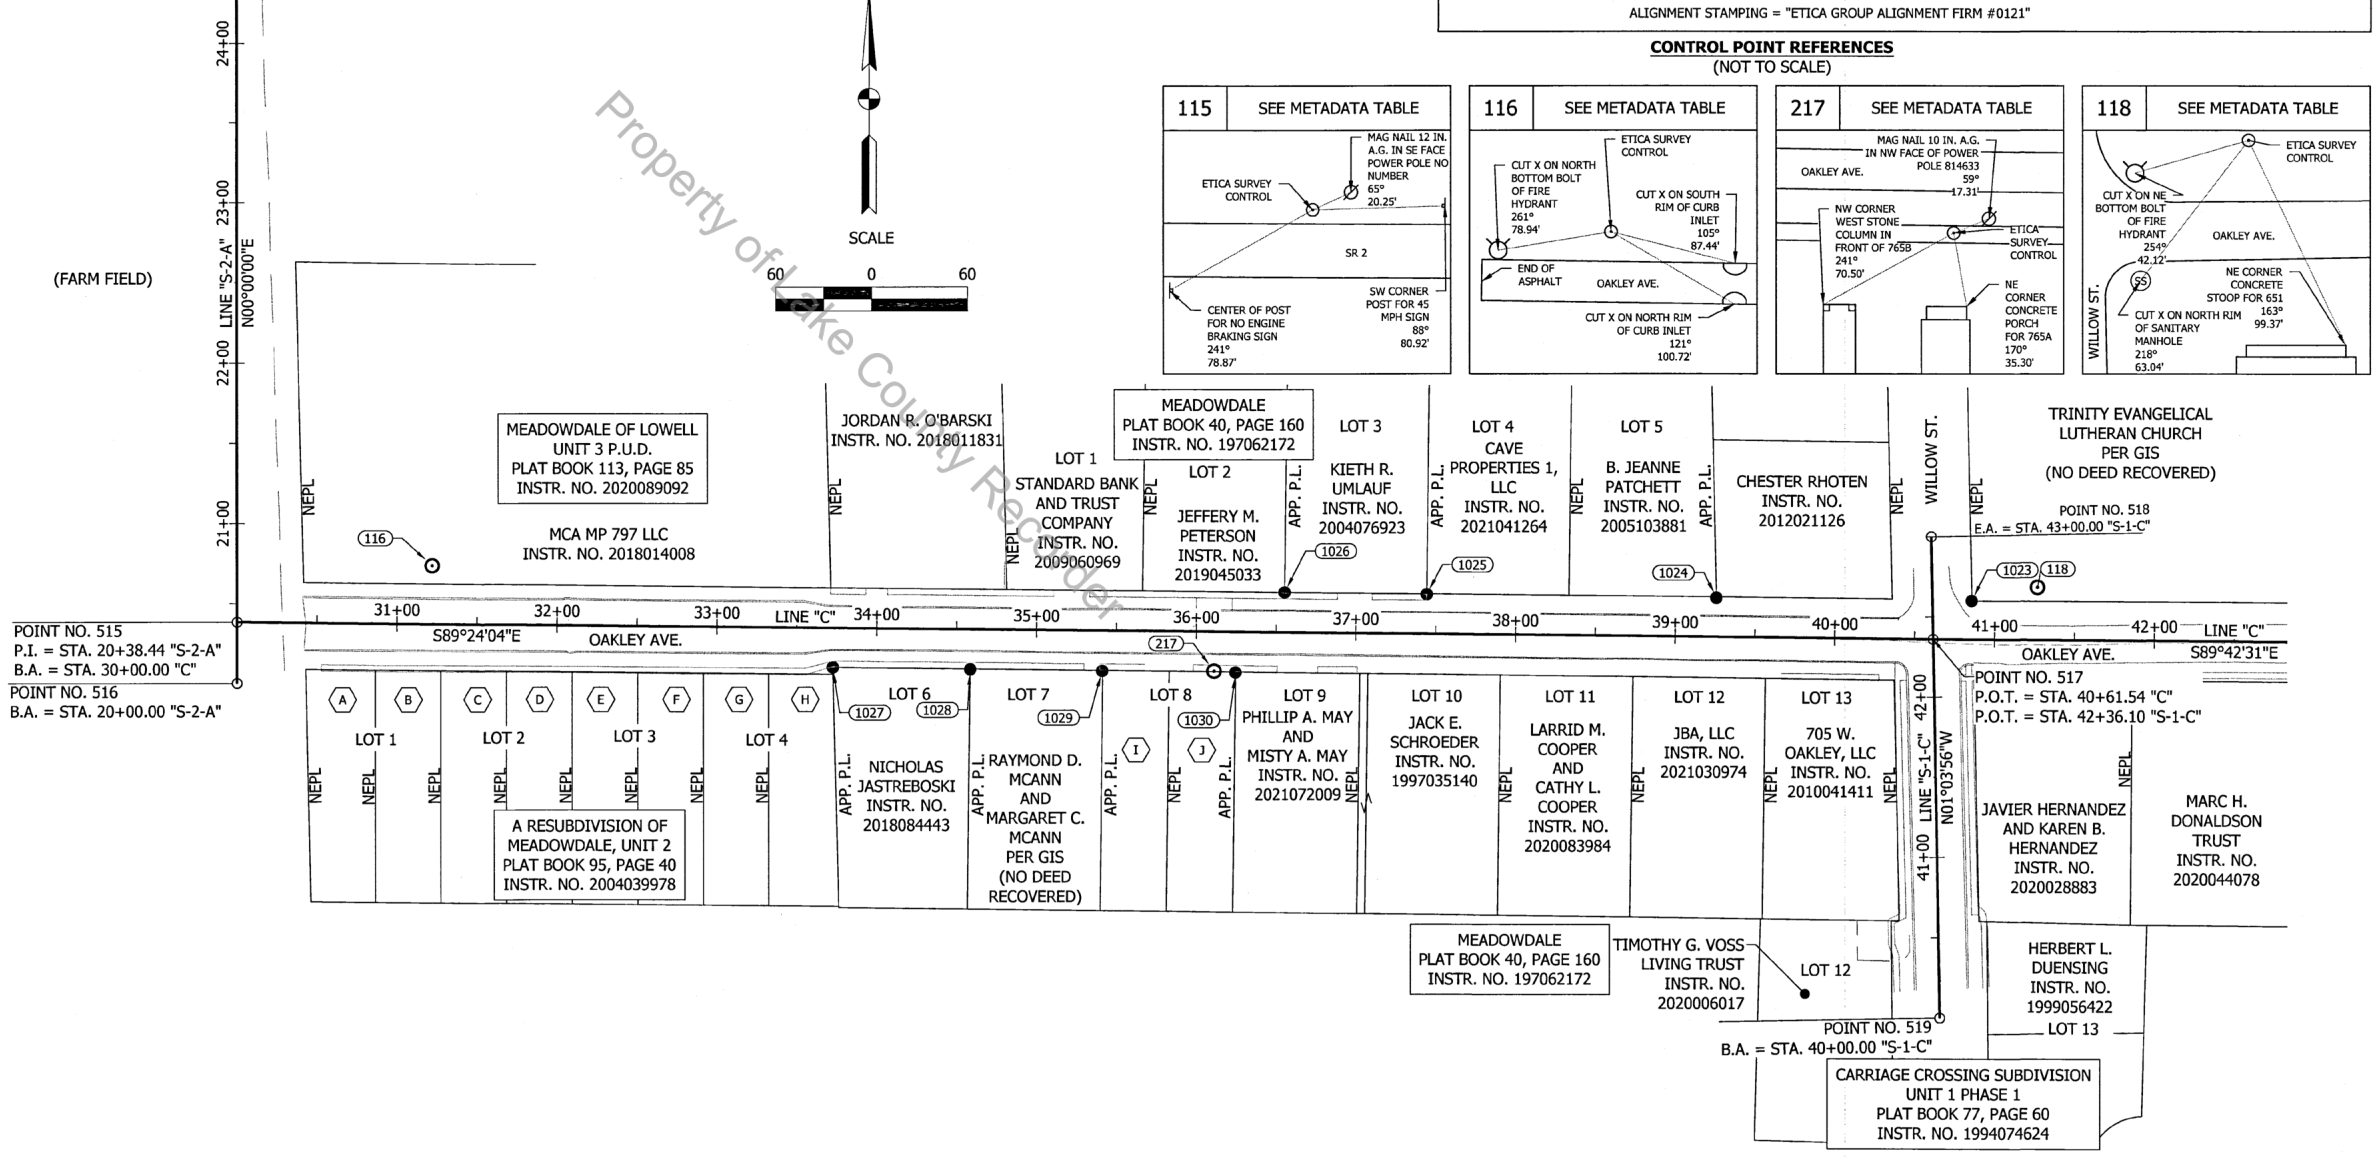 ALIGNMENT STAMPING = "ETICA GROUP ALIGNMENT FIRM #0121"
CONTROL POINT REFERENCES
(NOT TO SCALE)
115
SEE METADATA TABLE
MAG NAIL 12 IN.
A.G. IN SE FACE
POWER POLE NO
NUMBER
65°
20.25'
ETICA SURVEY
CONTROL
SR 2
CENTER OF POST
FOR NO ENGINE
BRAKING SIGN
241°
78.87'
SW CORNER
POST FOR 45
MPH SIGN
88°
80.92'
116
SEE METADATA TABLE
ETICA SURVEY
CONTROL
CUT X ON NORTH
BOTTOM BOLT
OF FIRE
HYDRANT
261°
78.94'
CUT X ON SOUTH
RIM OF CURB
INLET
105°
87.44'
END OF
ASPHALT
OAKLEY AVE.
CUT X ON NORTH RIM
OF CURB INLET
121°
100.72'
217
SEE METADATA TABLE
MAG NAIL 10 IN. A.G.
IN NW FACE OF POWER
POLE 814633
59°
17.31'
OAKLEY AVE.
NW CORNER
WEST STONE
COLUMN IN
FRONT OF 765B
241°
70.50'
ETICA
SURVEY
CONTROL
NE
CORNER
CONCRETE
PORCH
FOR 765A
170°
35.30'
118
SEE METADATA TABLE
ETICA SURVEY
CONTROL
CUT X ON NE
BOTTOM BOLT
OF FIRE
HYDRANT
254°
42.12'
OAKLEY AVE.
SS
NE CORNER
CONCRETE
STOOP FOR 651
163°
99.37'
CUT X ON NORTH RIM
OF SANITARY
MANHOLE
218°
63.04'
WILLOW ST.
24+00
23+00
22+00
21+00
LINE "S-2-A"
N00°00'00"E
(FARM FIELD)
SCALE
60 0 60
Property of Lake County Recorder
MEADOWDALE OF LOWELL
UNIT 3 P.U.D.
PLAT BOOK 113, PAGE 85
INSTR. NO. 2020089092
MCA MP 797 LLC
INSTR. NO. 2018014008
NEPL
116
JORDAN R. O'BARSKI
INSTR. NO. 2018011831
NEPL
LOT 1
STANDARD BANK
AND TRUST
COMPANY
INSTR. NO.
2009060969
NEPL
MEADOWDALE
PLAT BOOK 40, PAGE 160
INSTR. NO. 197062172
LOT 2
JEFFERY M.
PETERSON
INSTR. NO.
2019045033
NEPL
LOT 3
KIETH R.
UMLAUF
INSTR. NO.
2004076923
APP. P.L.
1026
LOT 4
CAVE
PROPERTIES 1,
LLC
INSTR. NO.
2021041264
APP. P.L.
1025
LOT 5
B. JEANNE
PATCHETT
INSTR. NO.
2005103881
APP. P.L.
1024
CHESTER RHOTEN
INSTR. NO.
2012021126
NEPL
WILLOW ST.
NEPL
TRINITY EVANGELICAL
LUTHERAN CHURCH
PER GIS
(NO DEED RECOVERED)
POINT NO. 518
E.A. = STA. 43+00.00 "S-1-C"
1023
118
31+00
32+00
33+00
LINE "C"
34+00
35+00
36+00
37+00
38+00
39+00
40+00
41+00
42+00
LINE "C"
S89°24'04"E
OAKLEY AVE.
OAKLEY AVE.
S89°42'31"E
POINT NO. 515
P.I. = STA. 20+38.44 "S-2-A"
B.A. = STA. 30+00.00 "C"
POINT NO. 516
B.A. = STA. 20+00.00 "S-2-A"
217
POINT NO. 517
P.O.T. = STA. 40+61.54 "C"
P.O.T. = STA. 42+36.10 "S-1-C"
A B C D E F G H
LOT 1
LOT 2
LOT 3
LOT 4
NEPL
NEPL
NEPL
NEPL
NEPL
NEPL
NEPL
NEPL
A RESUBDIVISION OF
MEADOWDALE, UNIT 2
PLAT BOOK 95, PAGE 40
INSTR. NO. 2004039978
1027
LOT 6
APP. P.L.
NICHOLAS
JASTREBOSKI
INSTR. NO.
2018084443
1028
LOT 7
APP. P.L.
RAYMOND D.
MCANN
AND
MARGARET C.
MCANN
PER GIS
(NO DEED
RECOVERED)
1029
LOT 8
APP. P.L.
I
NEPL
J
1030
APP. P.L.
LOT 9
PHILLIP A. MAY
AND
MISTY A. MAY
INSTR. NO.
2021072009
NEPL
LOT 10
JACK E.
SCHROEDER
INSTR. NO.
1997035140
NEPL
LOT 11
LARRID M.
COOPER
AND
CATHY L.
COOPER
INSTR. NO.
2020083984
NEPL
LOT 12
JBA, LLC
INSTR. NO.
2021030974
NEPL
LOT 13
705 W.
OAKLEY, LLC
INSTR. NO.
2010041411
NEPL
42+00
41+00
LINE "S-1-C"
N01°03'56"W
JAVIER HERNANDEZ
AND KAREN B.
HERNANDEZ
INSTR. NO.
2020028883
NEPL
MARC H.
DONALDSON
TRUST
INSTR. NO.
2020044078
MEADOWDALE
PLAT BOOK 40, PAGE 160
INSTR. NO. 197062172
TIMOTHY G. VOSS
LIVING TRUST
INSTR. NO.
2020006017
LOT 12
HERBERT L.
DUENSING
INSTR. NO.
1999056422
LOT 13
POINT NO. 519
B.A. = STA. 40+00.00 "S-1-C"
CARRIAGE CROSSING SUBDIVISION
UNIT 1 PHASE 1
PLAT BOOK 77, PAGE 60
INSTR. NO. 1994074624